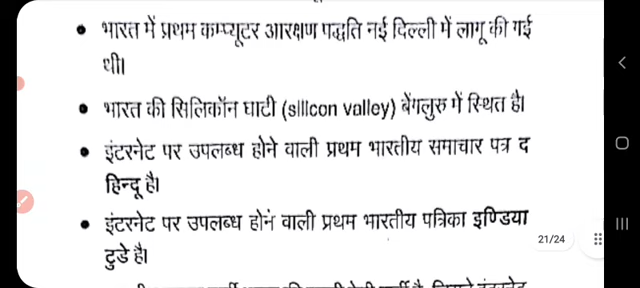 • भारत में प्रथम कम्प्यूटर आरक्षण पद्धति नई दिल्ली में लागू की गई
थी।
• भारत की सिलिकॉन घाटी (silicon valley) बेंगलुरु में स्थित है।
• इंटरनेट पर उपलब्ध होने वाली प्रथम भारतीय समाचार पत्र द
हिन्दू है।
• इंटरनेट पर उपलब्ध होनें वाली प्रथम भारतीय पत्रिका इण्डिया
टुडे है।
21/24